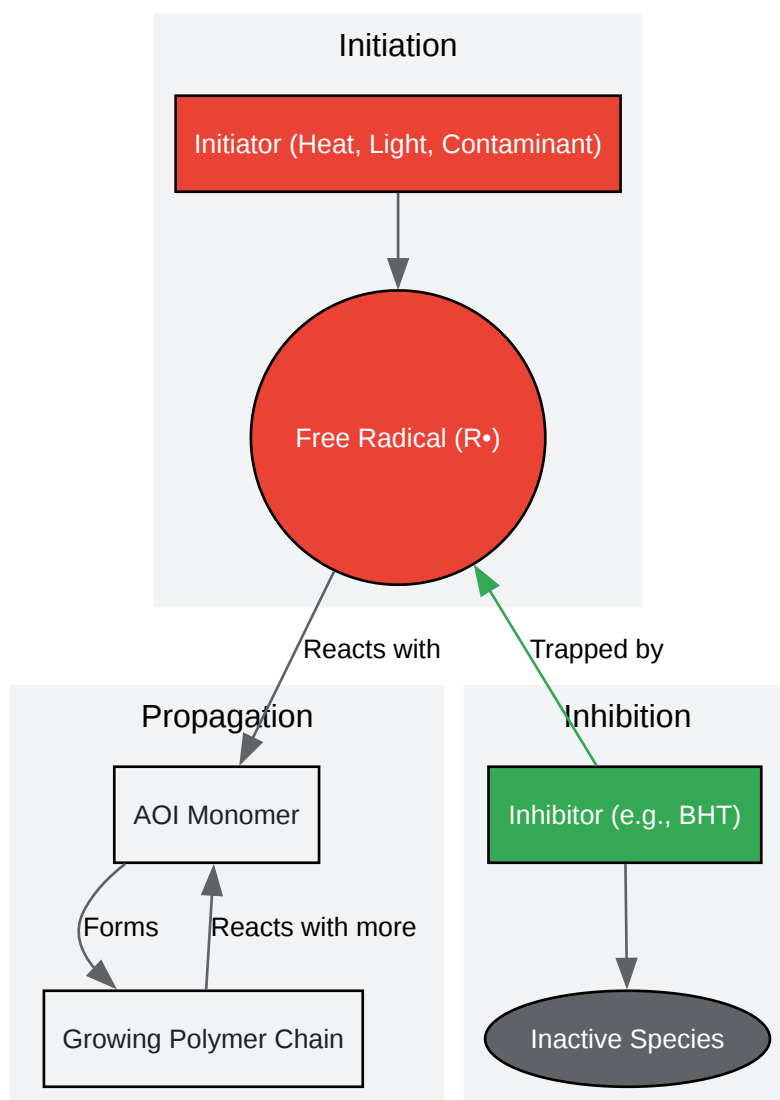 Initiation
Initiator (Heat, Light, Contaminant)
Free Radical (R•)
Reacts with
Trapped by
Propagation
Inhibition
AOI Monomer
Inhibitor (e.g., BHT)
Forms
Reacts with more
Growing Polymer Chain
Inactive Species